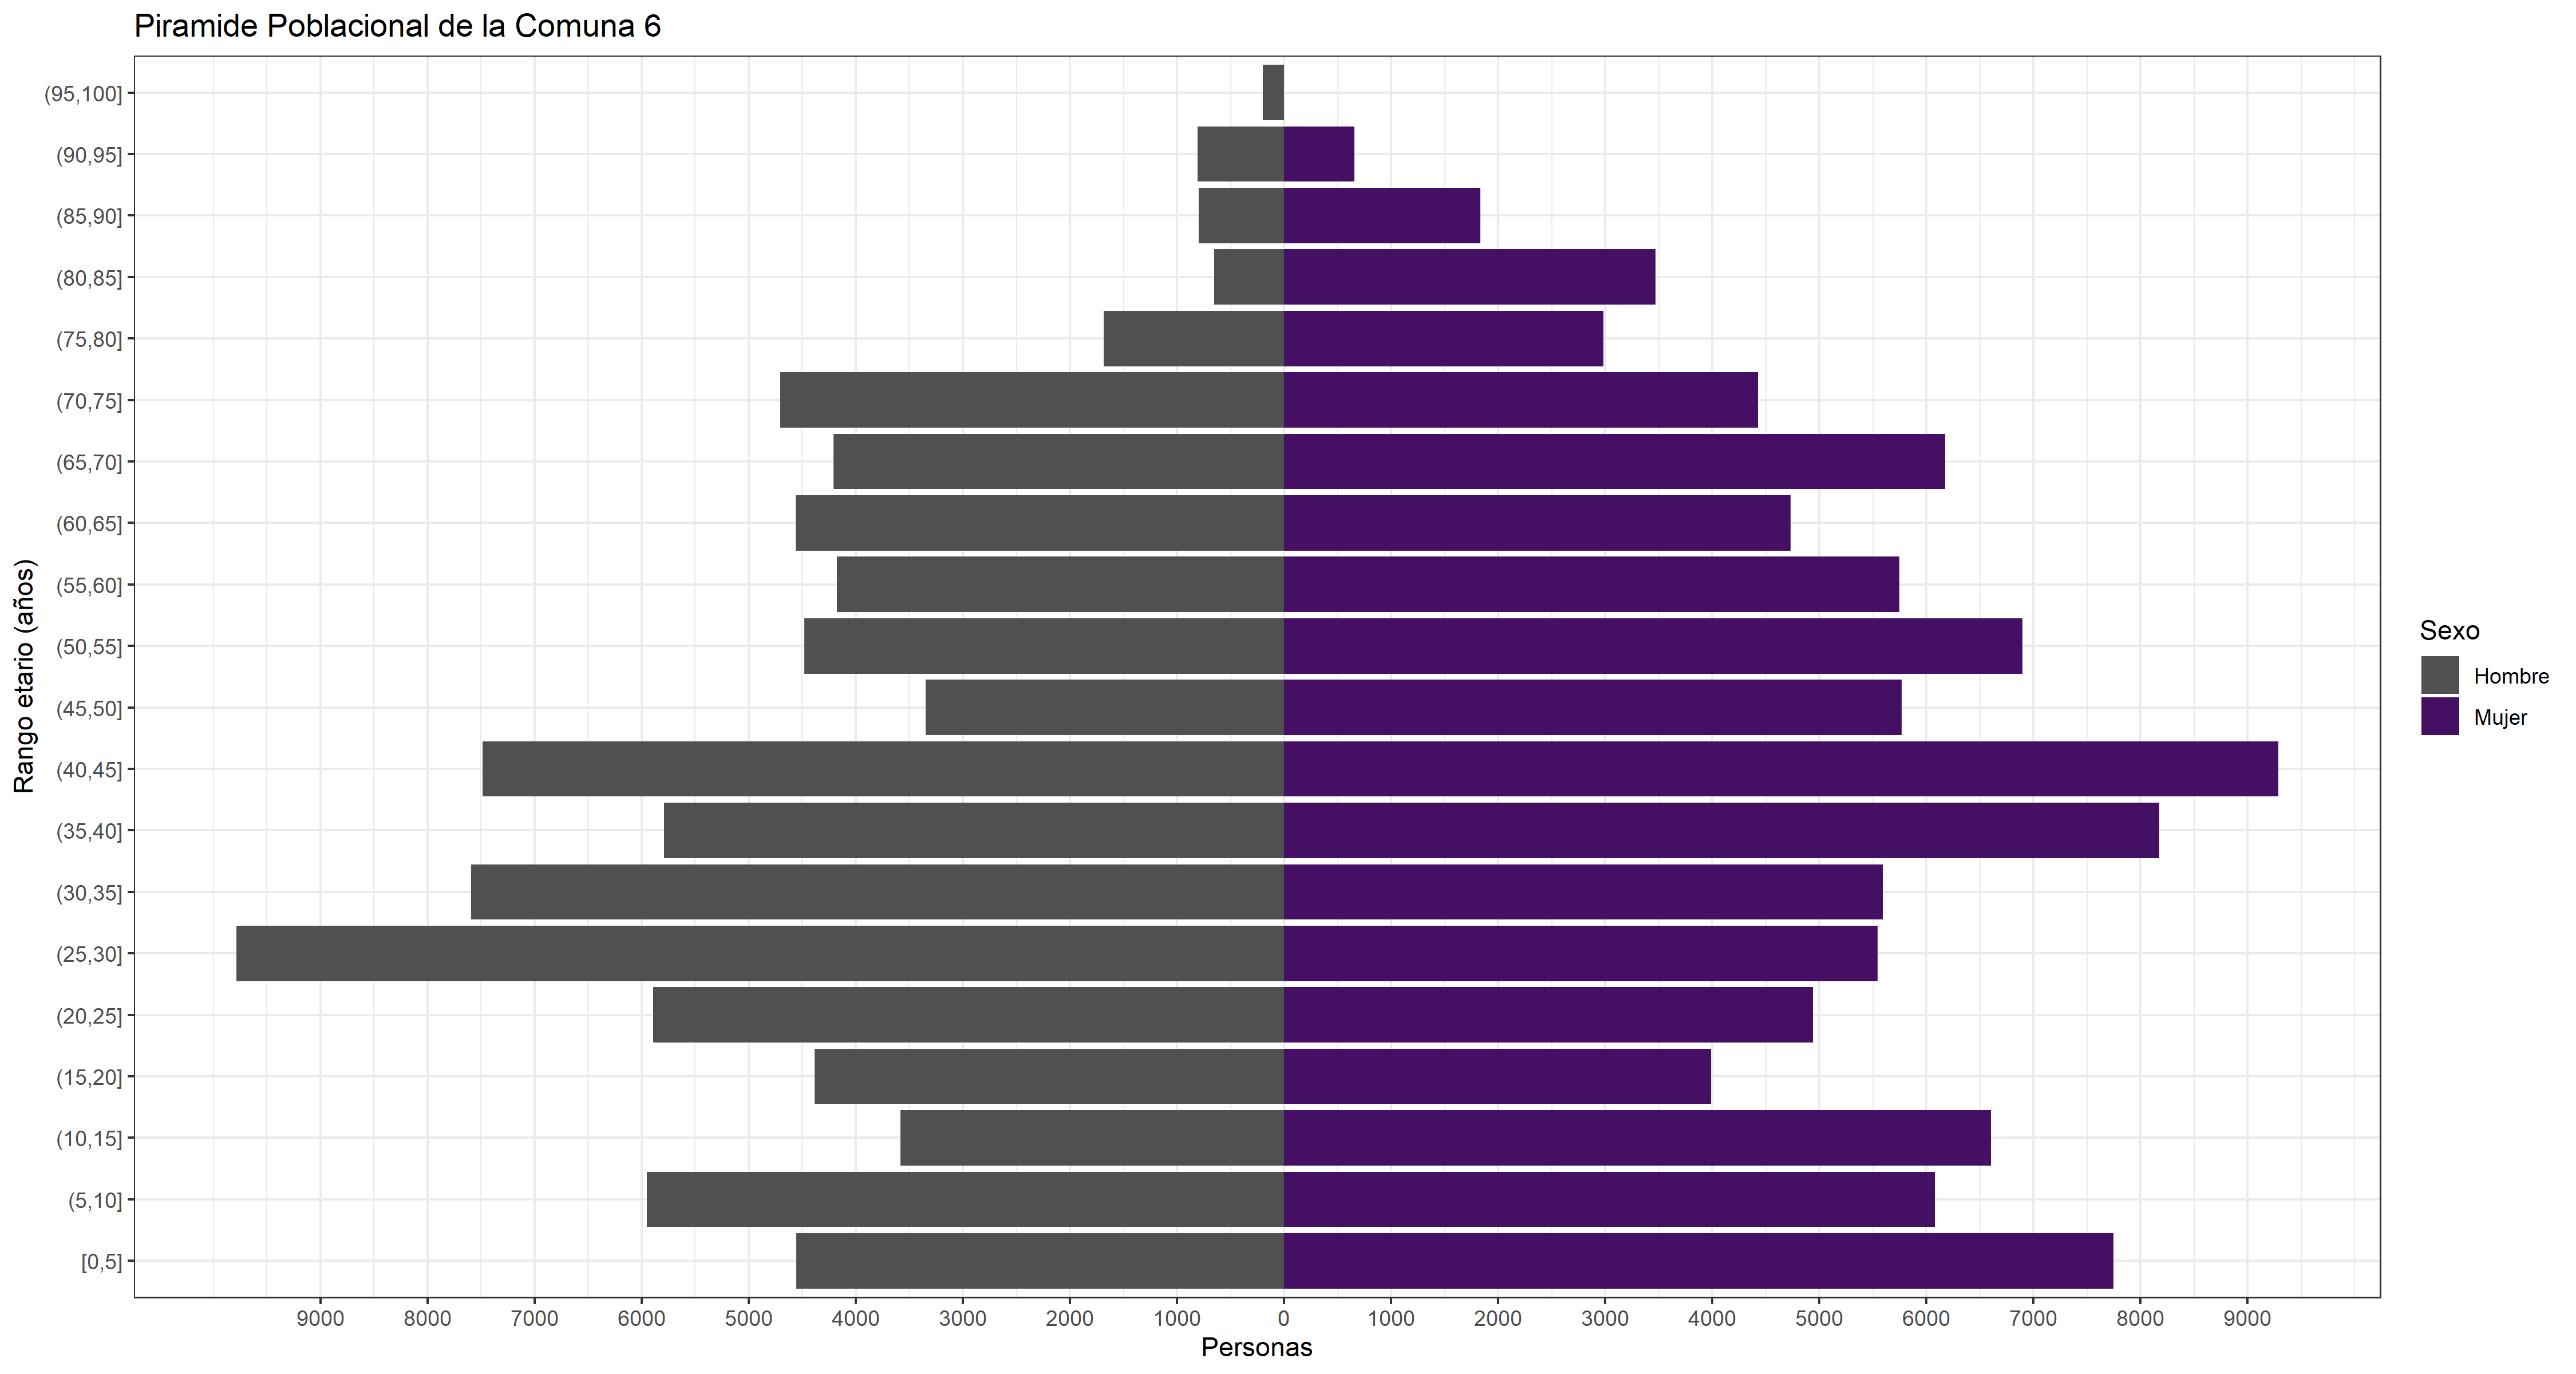 Piramide Poblacional de la Comuna 6
Rango etario (años)
(95,100]
(90,95]
(85,90]
(80,85]
(75,80]
(70,75]
(65,70]
(60,65]
(55,60]
(50,55]
(45,50]
(40,45]
(35,40]
(30,35]
(25,30]
(20,25]
(15,20]
(10,15]
(5,10]
[0,5]
9000 8000 7000 6000 5000 4000 3000 2000 1000 0 1000 2000 3000 4000 5000 6000 7000 8000 9000
Personas
Sexo
Hombre
Mujer